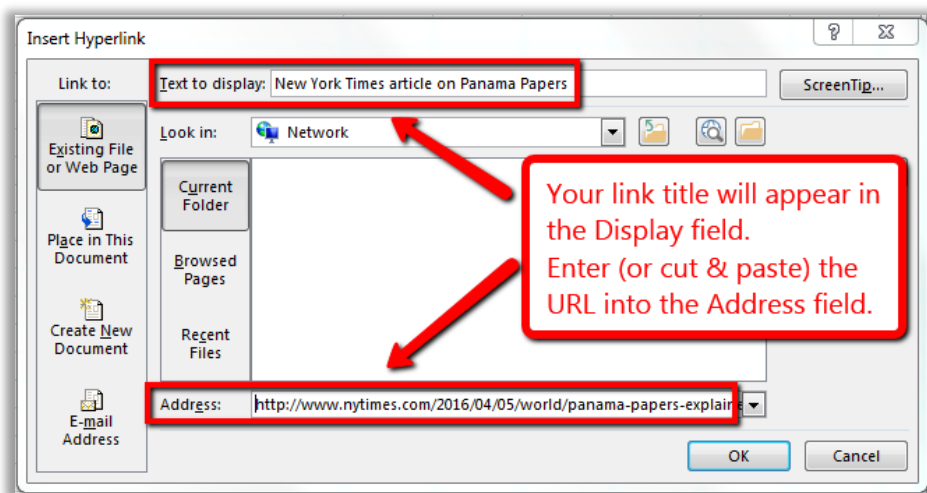 Insert Hyperlink
Link to:
Text to display: New York Times article on Panama Papers
ScreenTip...
Existing File
or Web Page
Look in: Network
Current
Folder
Your link title will appear in
the Display field.
Enter (or cut & paste) the
URL into the Address field.
Place in This
Document
Browsed
Pages
Create New
Document
Recent
Files
Address: http://www.nytimes.com/2016/04/05/world/panama-papers-explaine
E-mail
Address
OK
Cancel